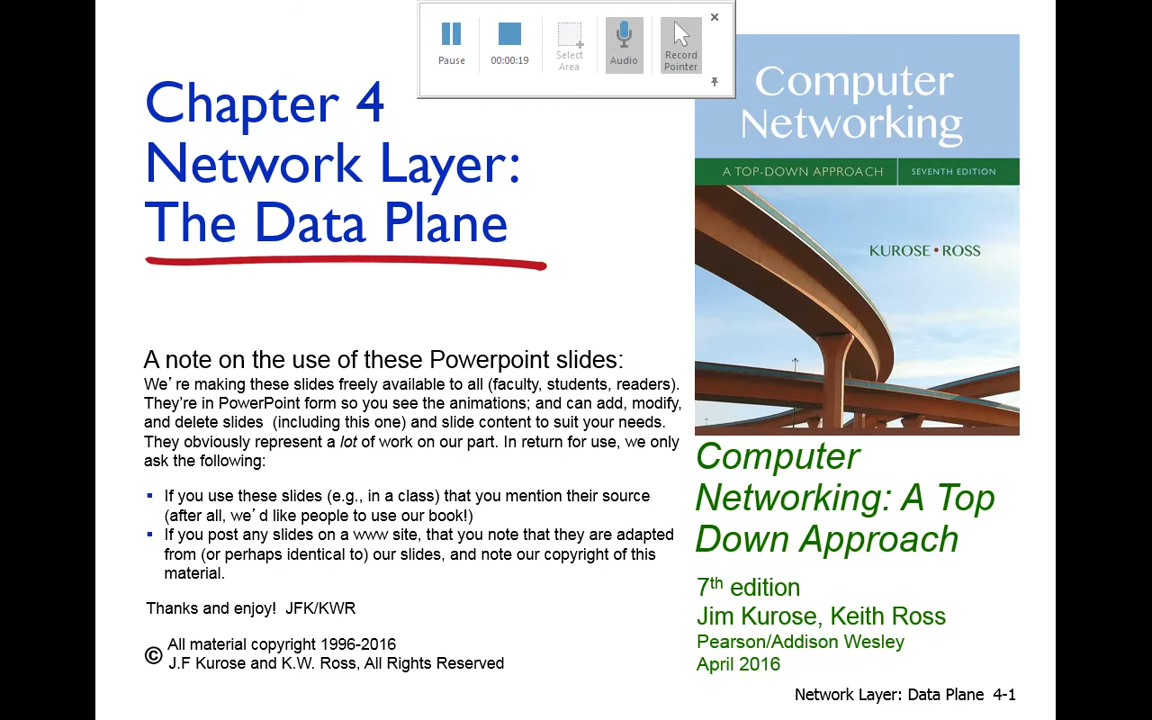 Pause
00:00:19
Select
Area
Audio
Record
Pointer
Chapter 4
Network Layer:
The Data Plane
Computer
Networking
A TOP-DOWN APPROACH
SEVENTH EDITION
KUROSE • ROSS
A note on the use of these Powerpoint slides:
We’re making these slides freely available to all (faculty, students, readers).
They’re in PowerPoint form so you see the animations; and can add, modify,
and delete slides (including this one) and slide content to suit your needs.
They obviously represent a lot of work on our part. In return for use, we only
ask the following:
▪ If you use these slides (e.g., in a class) that you mention their source
(after all, we’d like people to use our book!)
▪ If you post any slides on a www site, that you note that they are adapted
from (or perhaps identical to) our slides, and note our copyright of this
material.
Thanks and enjoy! JFK/KWR
© All material copyright 1996-2016
J.F Kurose and K.W. Ross, All Rights Reserved
Computer
Networking: A Top
Down Approach
7th edition
Jim Kurose, Keith Ross
Pearson/Addison Wesley
April 2016
Network Layer: Data Plane 4-1